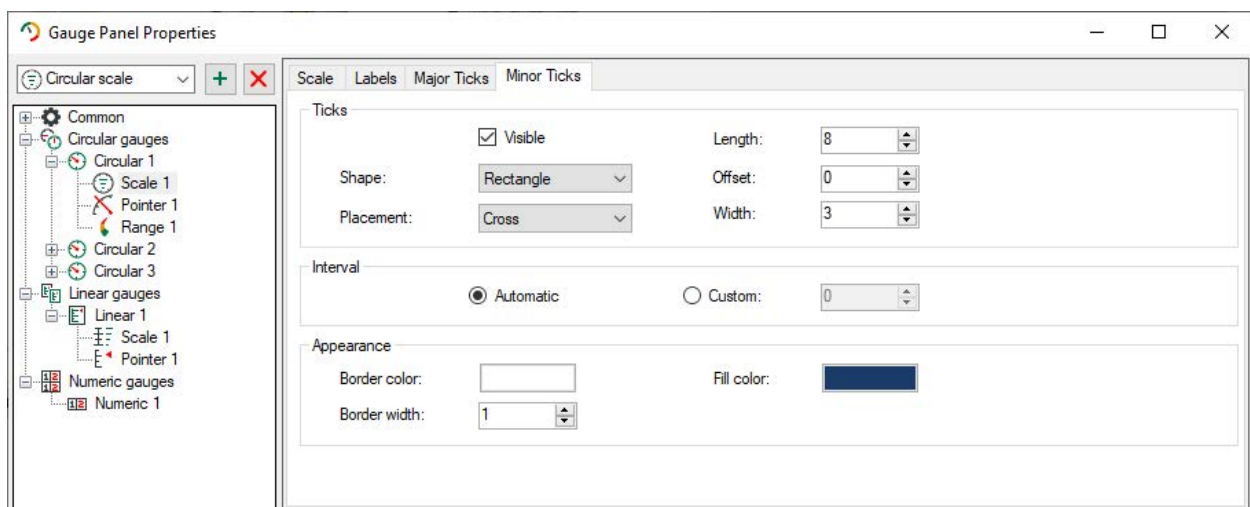 Gauge Panel Properties
Circular scale
Scale Labels Major Ticks Minor Ticks
Common
Circular gauges
Circular 1
Scale 1
Pointer 1
Range 1
Circular 2
Circular 3
Linear gauges
Linear 1
Scale 1
Pointer 1
Numeric gauges
Numeric 1
Ticks
Visible Length: 8
Shape: Rectangle Offset: 0
Placement: Cross Width: 3
Interval
Automatic Custom: 0
Appearance
Border color: Fill color:
Border width: 1